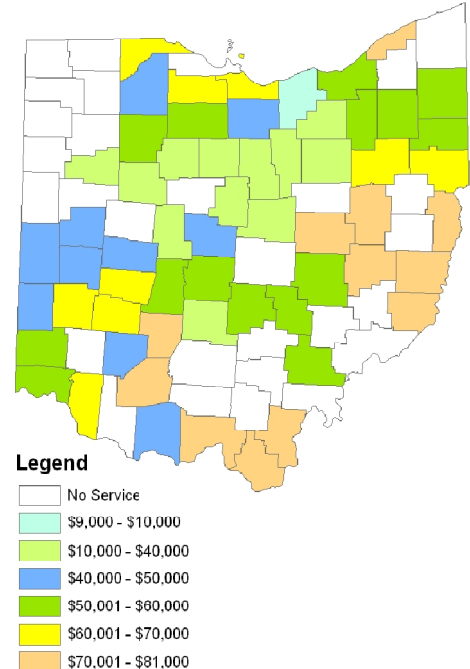 Legend
No Service
$9,000 - $10,000
$10,000 - $40,000
$40,000 - $50,000
$50,001 - $60,000
$60,001 - $70,000
$70,001 - $81,000